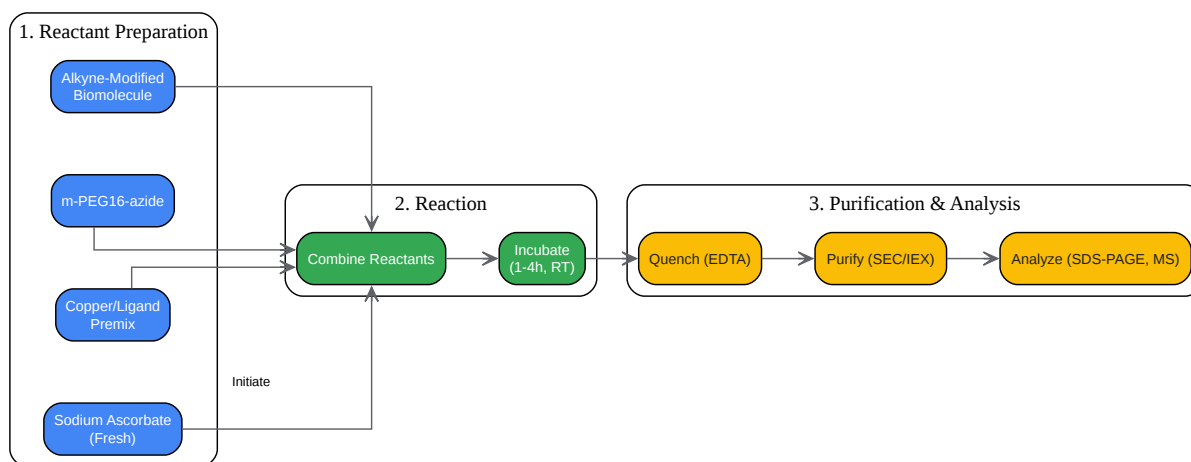 1. Reactant Preparation
Alkyne-Modified
Biomolecule
m-PEG16-azide
Copper/Ligand
Premix
Sodium Ascorbate
(Fresh)
Initiate
2. Reaction
Combine Reactants
Incubate
(1-4h, RT)
3. Purification & Analysis
Quench (EDTA)
Purify (SEC/IEX)
Analyze (SDS-PAGE, MS)